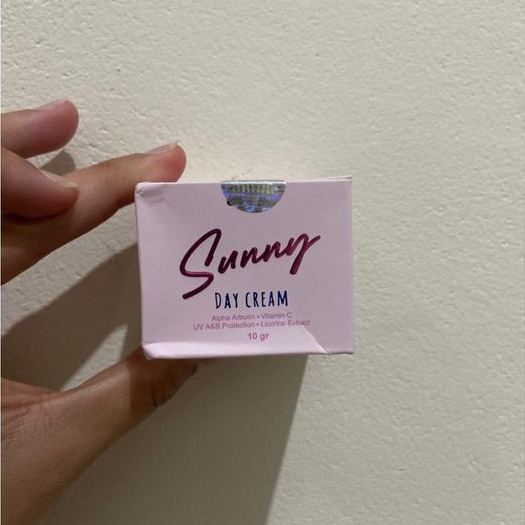 Sunny
DAY CREAM
Alpha Arbutin • Vitamin C
UV A&B Protection • Licorice Extract
10 gr